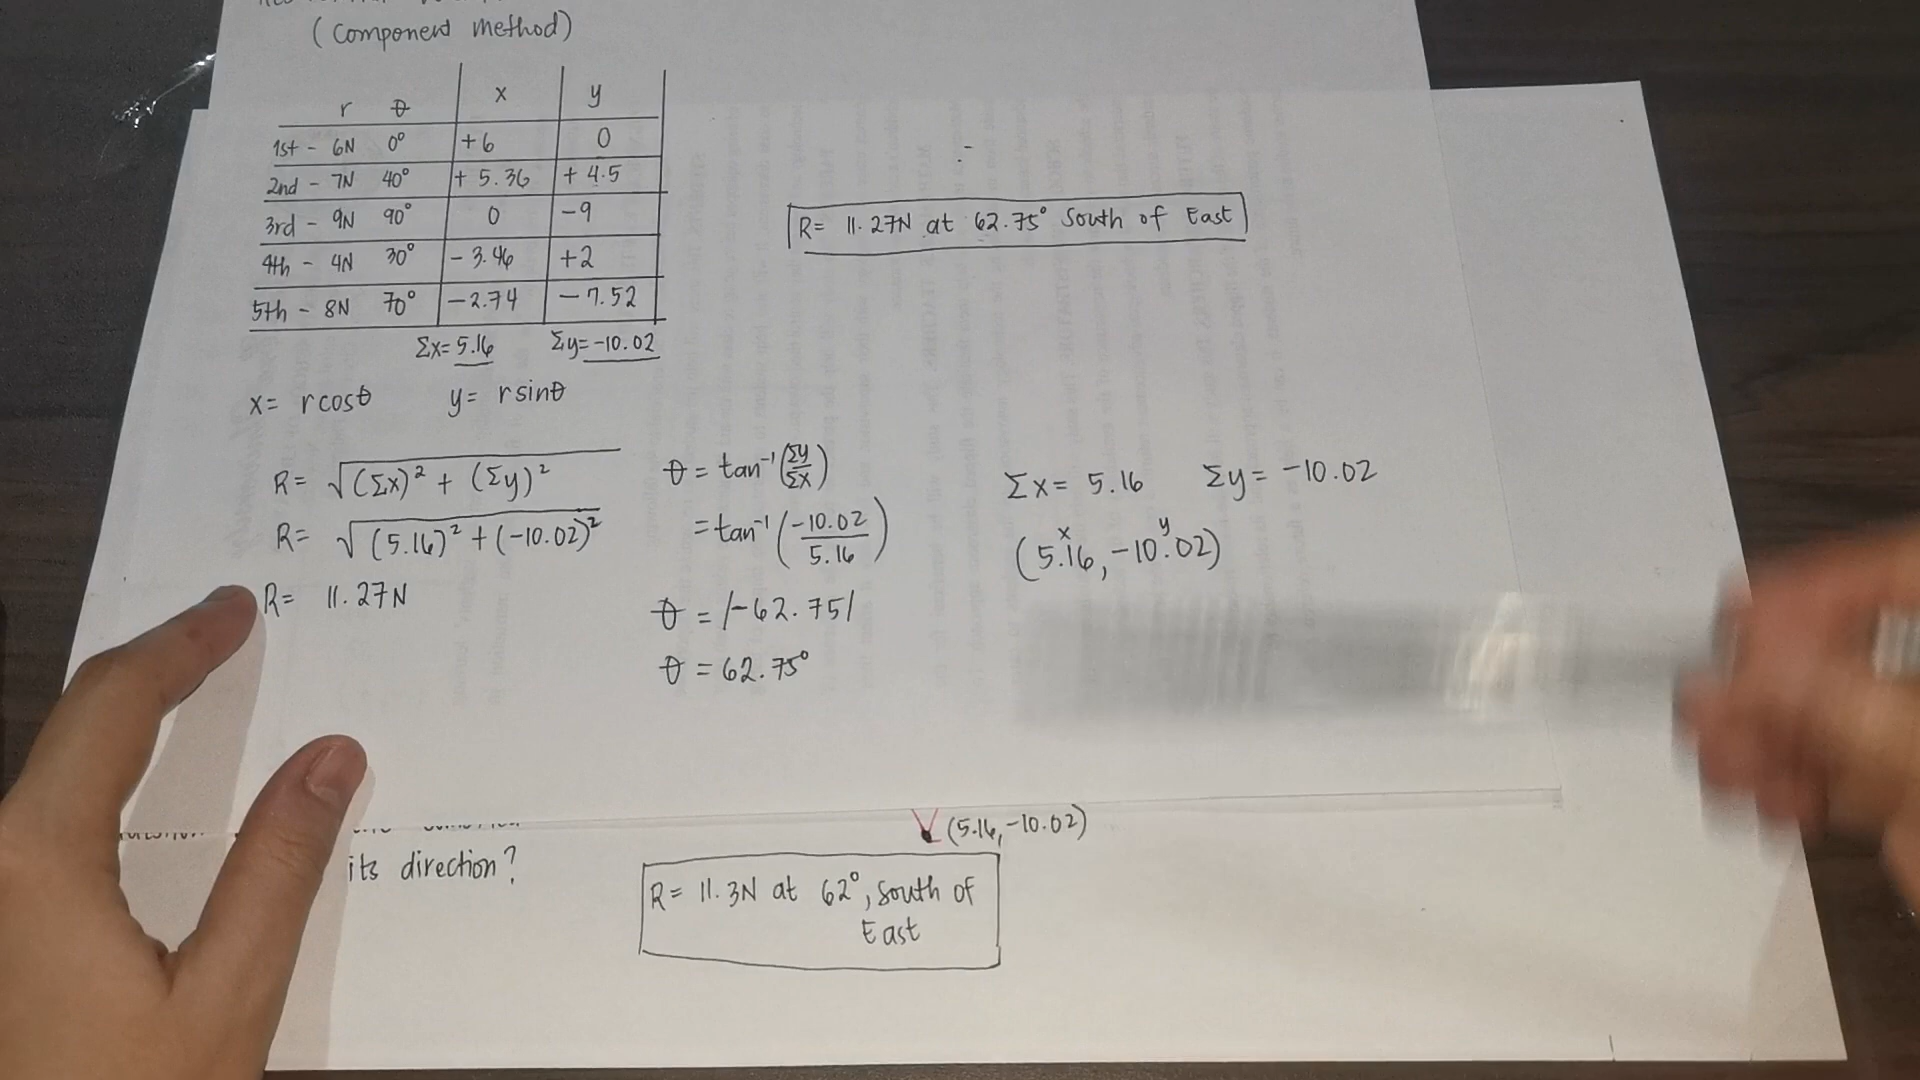 (Component Method)
r θ x y
1st - 6N 0° +6 0
2nd - 7N 40° + 5.36 + 4.5
3rd - 9N 90° 0 -9
4th - 4N 30° - 3.46 +2
5th - 8N 70° -2.74 -7.52
Σx= 5.16 Σy= -10.02
x= rcosθ y= rsinθ
R= √(Σx)² + (Σy)²
R= √(5.16)² + (-10.02)²
R= 11.27N
θ = tan⁻¹(Σy/Σx)
= tan⁻¹(-10.02/5.16)
θ = /-62.75/
θ = 62.75°
R= 11.27N at 62.75° South of East
Σx= 5.16 Σy= -10.02
x y
(5.16, -10.02)
(5.16, -10.02)
its direction?
R= 11.3N at 62°, South of
East